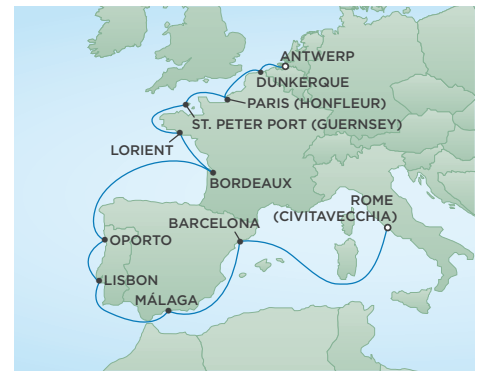 ANTWERP
DUNKERQUE
PARIS (HONFLEUR)
ST. PETER PORT (GUERNSEY)
LORIENT
BORDEAUX
ROME
(CIVITAVECCHIA)
BARCELONA
OPORTO
LISBON
MÁLAGA